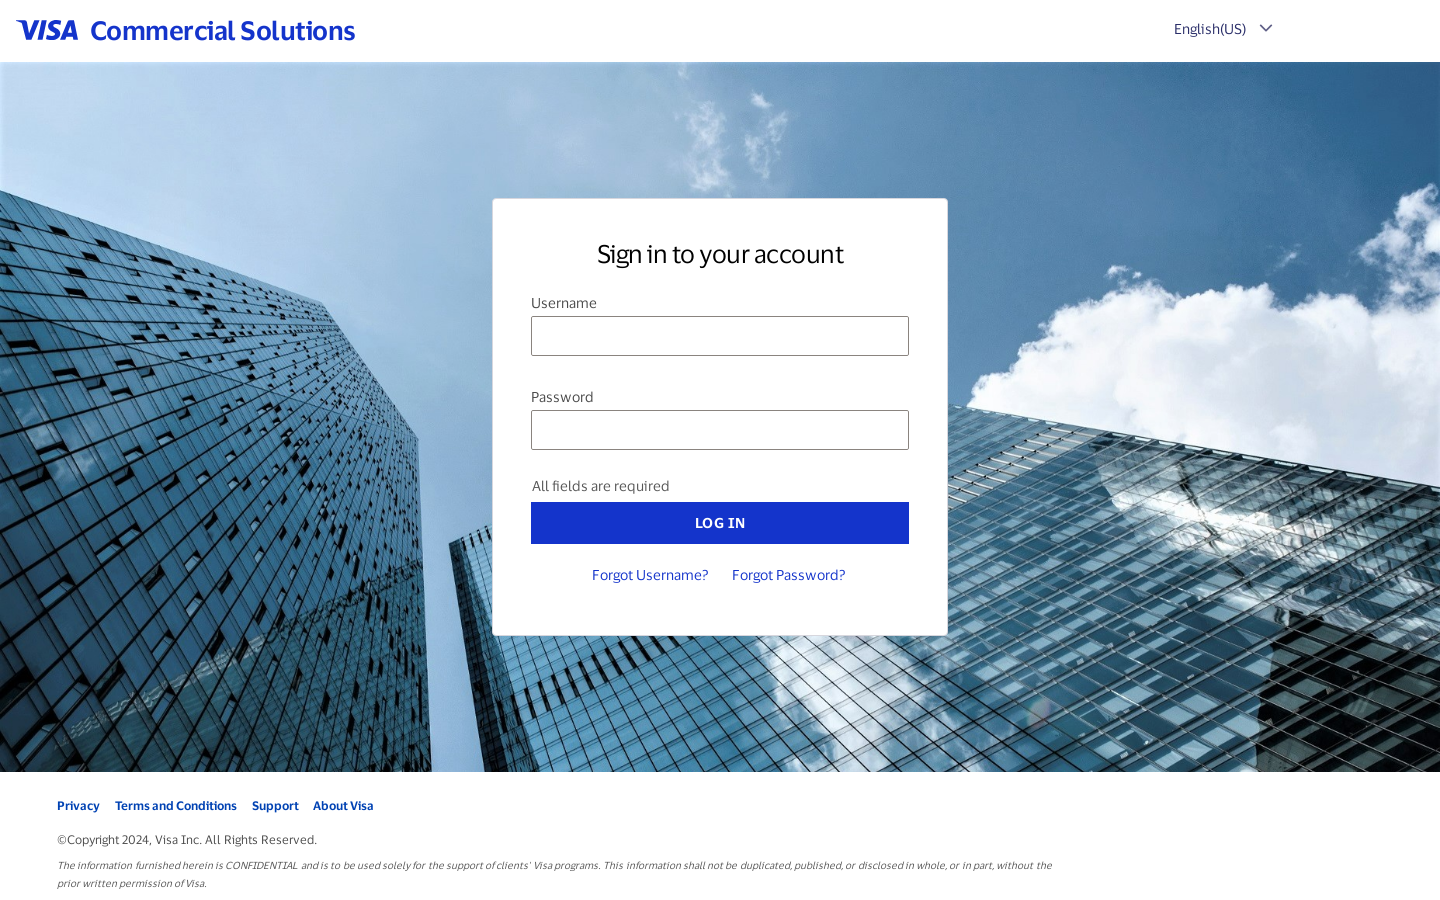 VISA Commercial Solutions
English(US)
Sign in to your account
Username
Password
All fields are required
LOG IN
Forgot Username? Forgot Password?
Privacy Terms and Conditions Support About Visa
©Copyright 2024, Visa Inc. All Rights Reserved.
The information furnished herein is CONFIDENTIAL and is to be used solely for the support of clients' Visa programs. This information shall not be duplicated, published, or disclosed in whole, or in part, without the
prior written permission of Visa.